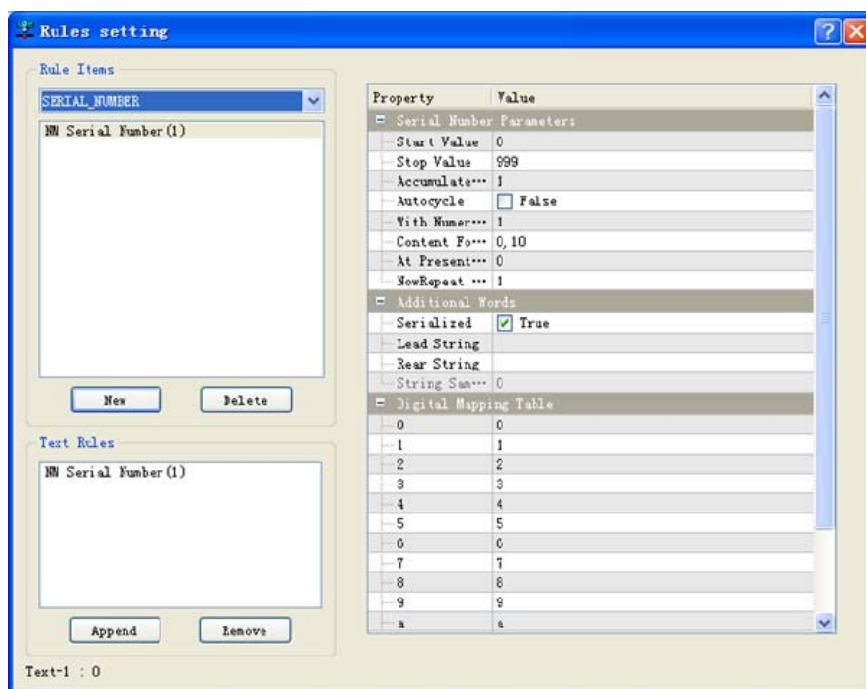 Rules setting
Rule Items
SERIAL_NUMBER
NN Serial Number(1)
New
Delete
Text Rules
NN Serial Number(1)
Append
Remove
Text-1 : 0
Property Value
Serial Number Parameters
Start Value 0
Stop Value 999
Accumulate... 1
Autocycle False
With Numer... 1
Content Fo... 0, 10
At Present... 0
NowRepeat ... 1
Additional Words
Serialized True
Lead String
Rear String
String Sam... 0
Digital Mapping Table
0 0
1 1
2 2
3 3
4 4
5 5
6 6
7 7
8 8
9 9
a a